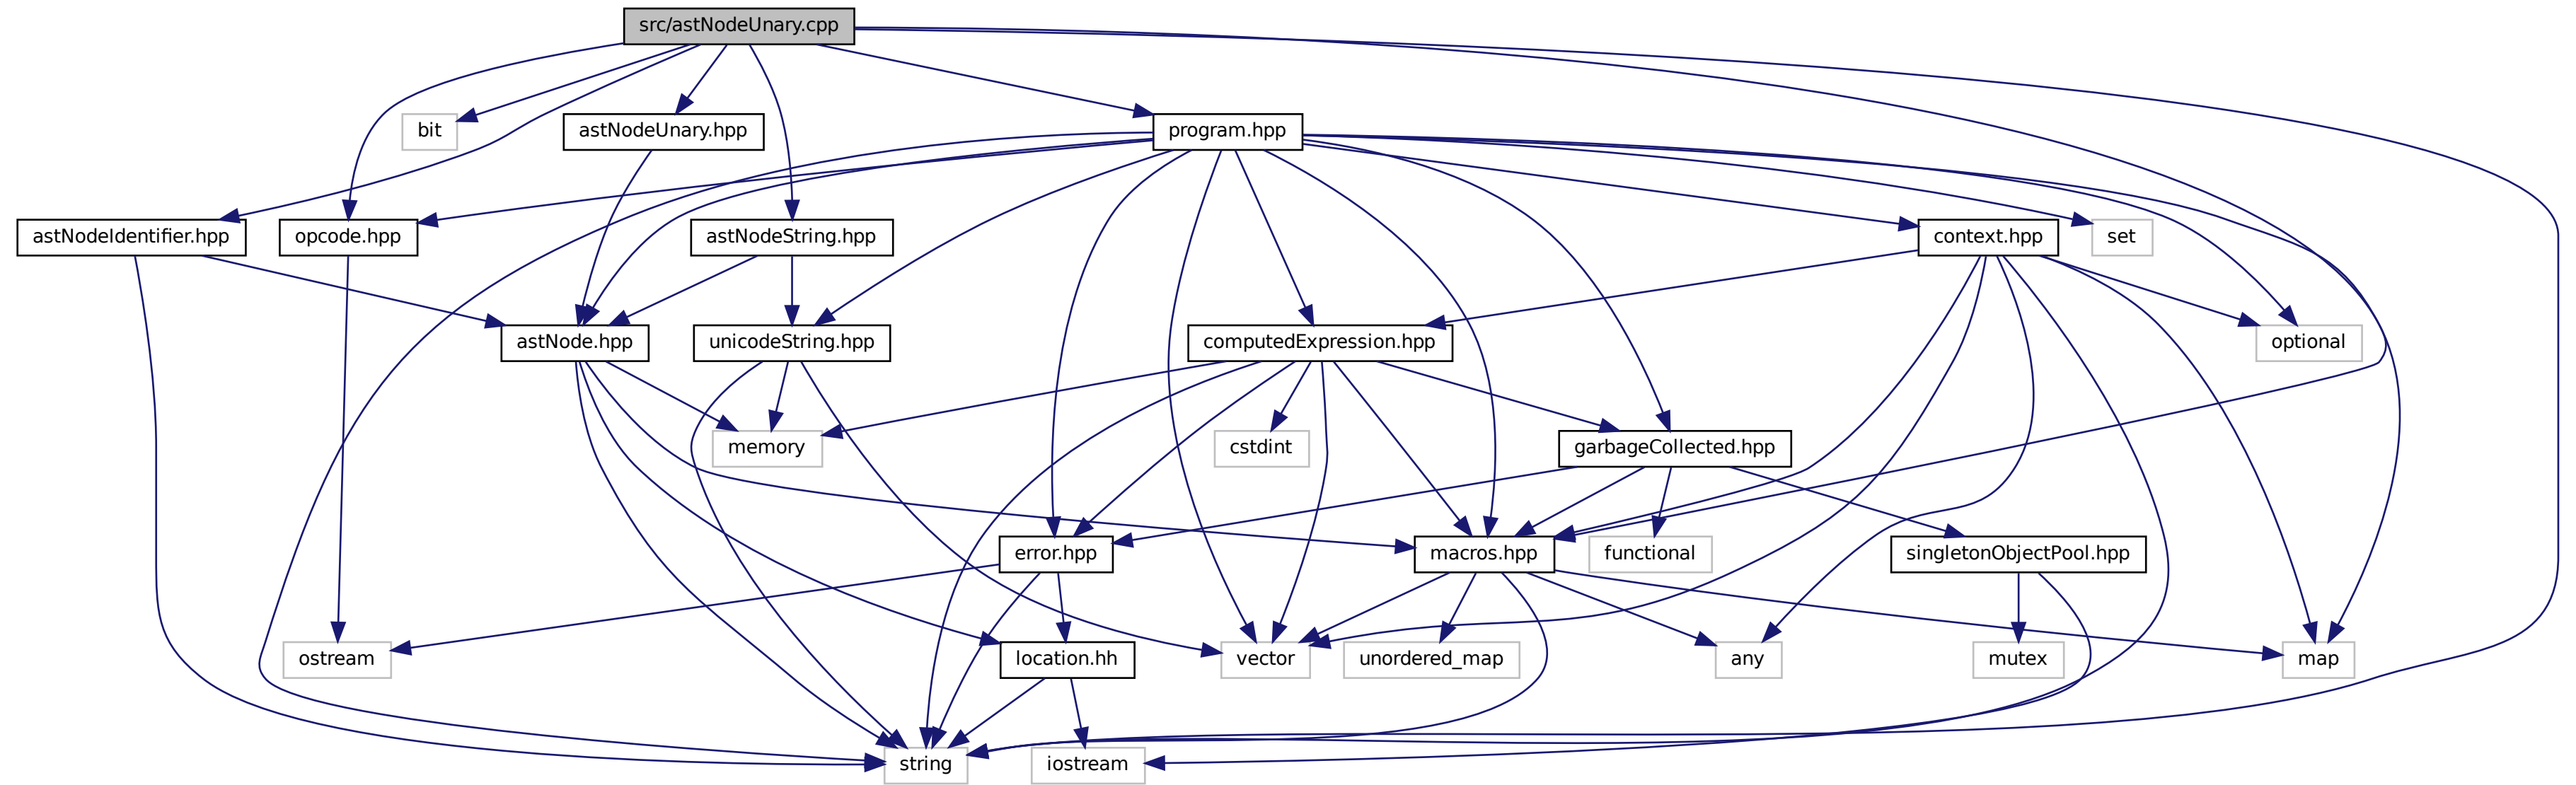 src/astNodeUnary.cpp
bit
astNodeUnary.hpp
program.hpp
astNodeIdentifier.hpp
opcode.hpp
astNodeString.hpp
context.hpp
set
astNode.hpp
unicodeString.hpp
computedExpression.hpp
optional
memory
cstdint
garbageCollected.hpp
error.hpp
macros.hpp
functional
singletonObjectPool.hpp
ostream
location.hh
vector
unordered_map
any
mutex
map
string
iostream